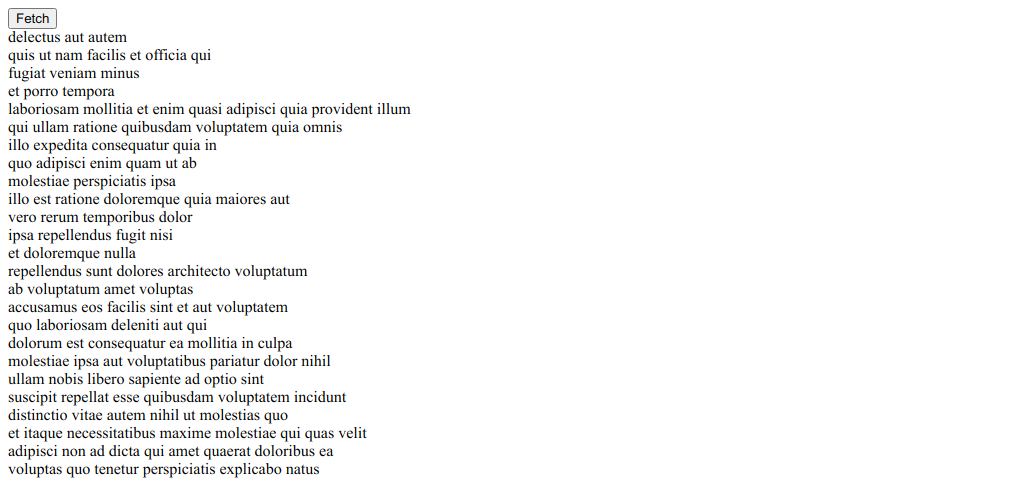 Fetch
delectus aut autem
quis ut nam facilis et officia qui
fugiat veniam minus
et porro tempora
laboriosam mollitia et enim quasi adipisci quia provident illum
qui ullam ratione quibusdam voluptatem quia omnis
illo expedita consequatur quia in
quo adipisci enim quam ut ab
molestiae perspiciatis ipsa
illo est ratione doloremque quia maiores aut
vero rerum temporibus dolor
ipsa repellendus fugit nisi
et doloremque nulla
repellendus sunt dolores architecto voluptatum
ab voluptatum amet voluptas
accusamus eos facilis sint et aut voluptatem
quo laboriosam deleniti aut qui
dolorum est consequatur ea mollitia in culpa
molestiae ipsa aut voluptatibus pariatur dolor nihil
ullam nobis libero sapiente ad optio sint
suscipit repellat esse quibusdam voluptatem incidunt
distinctio vitae autem nihil ut molestias quo
et itaque necessitatibus maxime molestiae qui quas velit
adipisci non ad dicta qui amet quaerat doloribus ea
voluptas quo tenetur perspiciatis explicabo natus